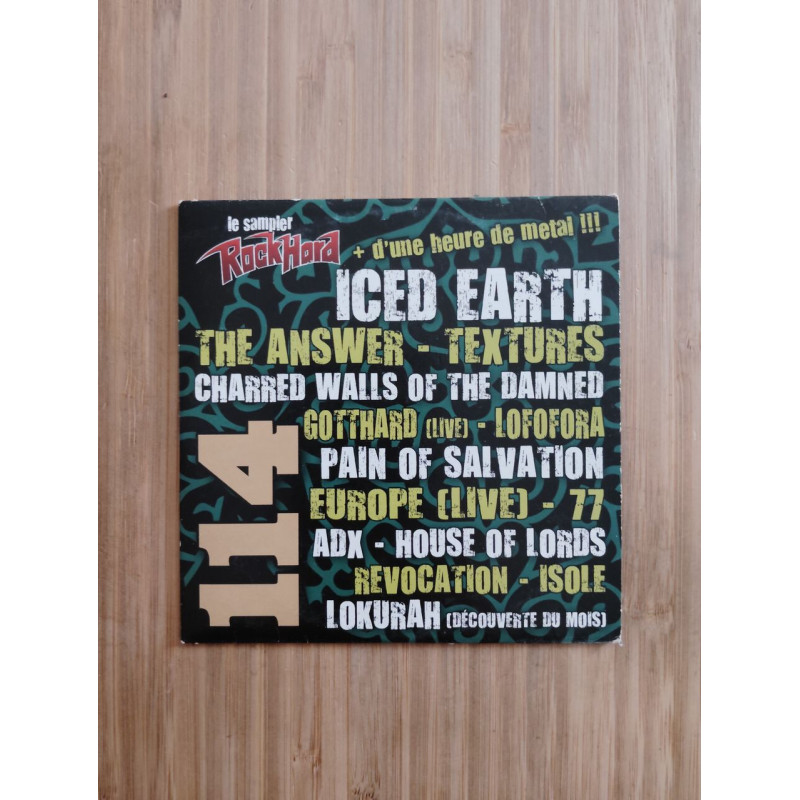 le sampler
RockHard
+ d'une heure de metal !!!
ICED EARTH
THE ANSWER - TEXTURES
CHARRED WALLS OF THE DAMNED
GOTTHARD (LIVE) - LOFOFORA
PAIN OF SALVATION
EUROPE (LIVE) - 77
ADX - HOUSE OF LORDS
REVOCATION - ISOLE
LOKURAH (DÉCOUVERTE DU MOIS)
114